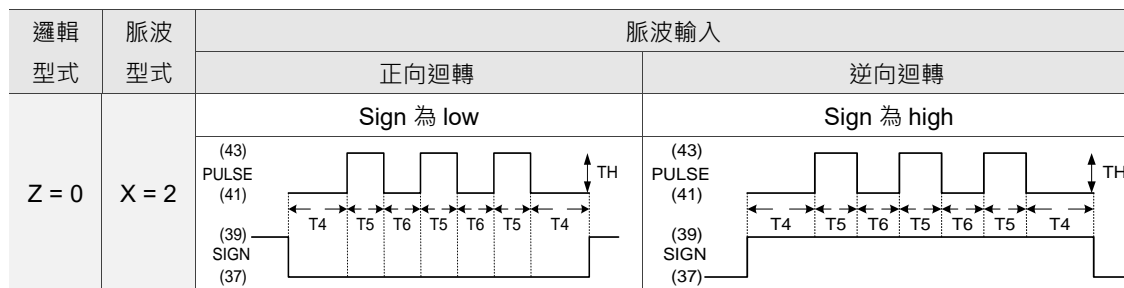 邏輯
型式
脈波
型式
脈波輸入
正向迴轉
逆向迴轉
Z = 0
X = 2
Sign 為 low
(43)
PULSE
(41)
TH
T4 T5 T6 T5 T6 T5 T4
(39)
SIGN
(37)
Sign 為 high
(43)
PULSE
(41)
TH
T4 T5 T6 T5 T6 T5 T4
(39)
SIGN
(37)